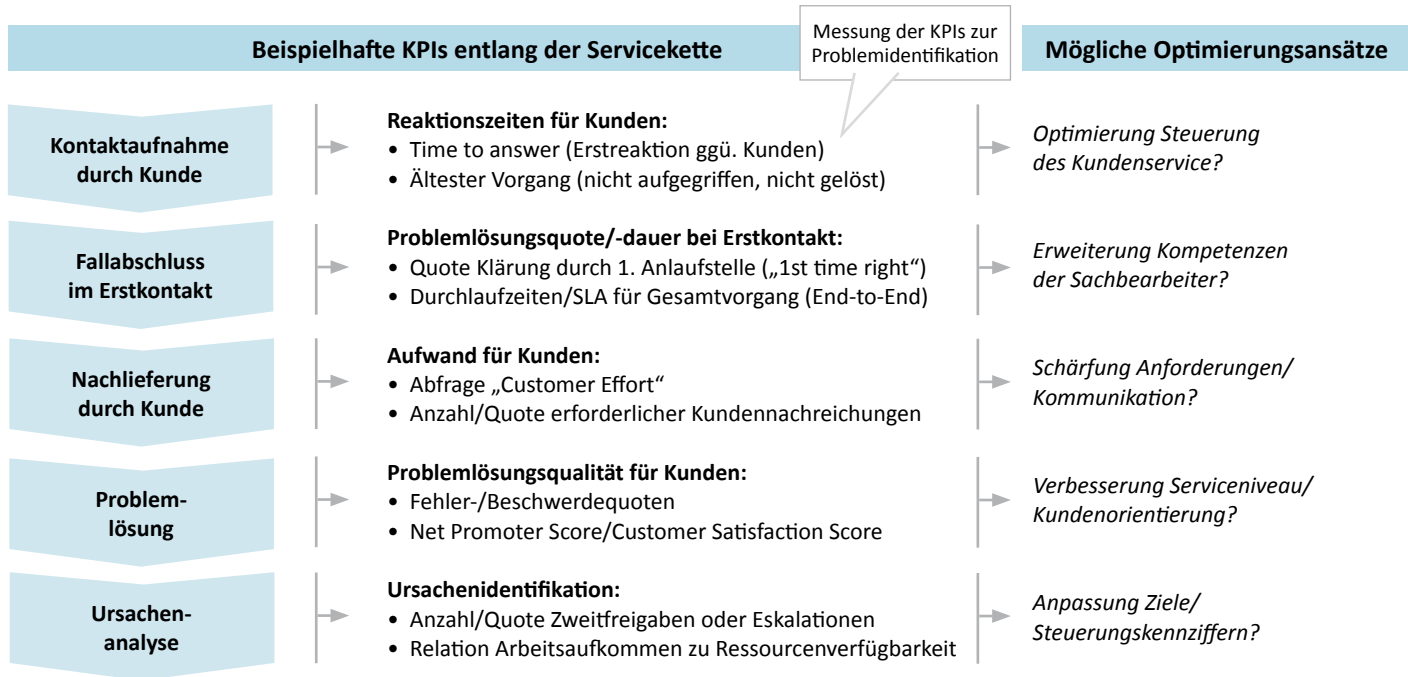 Beispielhafte KPIs entlang der Servicekette
Messung der KPIs zur
Problemidentifikation
Mögliche Optimierungsansätze
Kontaktaufnahme
durch Kunde
Reaktionszeiten für Kunden:
• Time to answer (Erstreaktion ggü. Kunden)
• Ältester Vorgang (nicht aufgegriffen, nicht gelöst)
Optimierung Steuerung
des Kundenservice?
Fallabschluss
im Erstkontakt
Problemlösungsquote/-dauer bei Erstkontakt:
• Quote Klärung durch 1. Anlaufstelle („1st time right“)
• Durchlaufzeiten/SLA für Gesamtvorgang (End-to-End)
Erweiterung Kompetenzen
der Sachbearbeiter?
Nachlieferung
durch Kunde
Aufwand für Kunden:
• Abfrage „Customer Effort“
• Anzahl/Quote erforderlicher Kundennachreichungen
Schärfung Anforderungen/
Kommunikation?
Problem-
lösung
Problemlösungsqualität für Kunden:
• Fehler-/Beschwerdequoten
• Net Promoter Score/Customer Satisfaction Score
Verbesserung Serviceniveau/
Kundenorientierung?
Ursachen-
analyse
Ursachenidentifikation:
• Anzahl/Quote Zweitfreigaben oder Eskalationen
• Relation Arbeitsaufkommen zu Ressourcenverfügbarkeit
Anpassung Ziele/
Steuerungskennziffern?